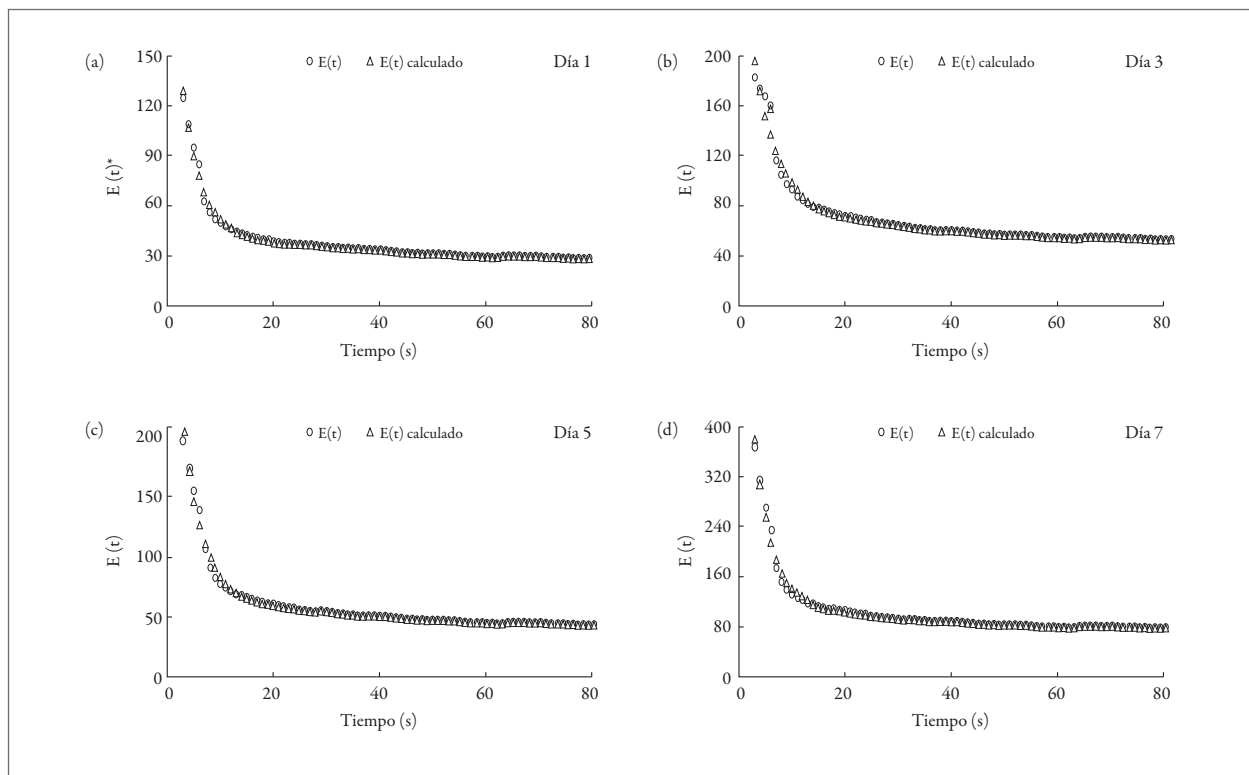 (a)
150
120
90
60
30
0
E (t)*
E(t)
E(t) calculado
Día 1
0 20 40 60 80
Tiempo (s)
(b)
200
160
120
80
40
0
E (t)
E(t)
E(t) calculado
Día 3
0 20 40 60 80
Tiempo (s)
(c)
200
150
100
50
0
E (t)
E(t)
E(t) calculado
Día 5
0 20 40 60 80
Tiempo (s)
(d)
400
320
240
160
80
0
E (t)
E(t)
E(t) calculado
Día 7
0 20 40 60 80
Tiempo (s)